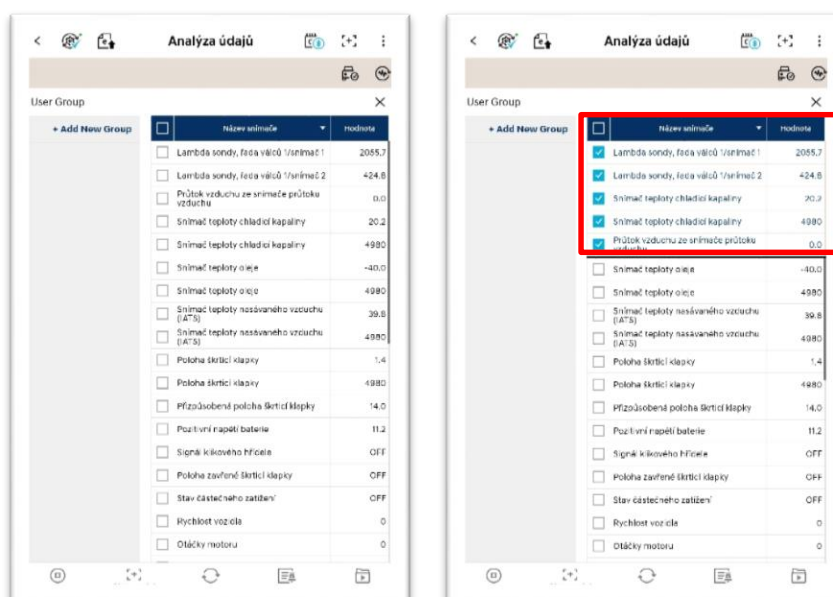 Analýza údajů
User Group
+ Add New Group
Název snímače
Hodnota
Lambda sondy, řada válců 1/snímač 1 2055,7
Lambda sondy, řada válců 1/snímač 2 424,8
Průtok vzduchu ze snímače průtoku
vzduchu 0.0
Snímač teploty chladicí kapaliny 20.2
Snímač teploty chladicí kapaliny 4980
Snímač teploty oleje -40,0
Snímač teploty oleje 4980
Snímač teploty nasávaného vzduchu
(IATS) 39.8
Snímač teploty nasávaného vzduchu
(IATS) 4980
Poloha škrticí klapky 1,4
Poloha škrticí klapky 4980
Přizpůsobená poloha škrticí klapky 14,0
Pozitivní napětí baterie 11.2
Signál klikového hřídele OFF
Poloha zavřené škrticí klapky OFF
Stav částečného zatížení OFF
Rychlost vozidla 0
Otáčky motoru 0
Analýza údajů
User Group
+ Add New Group
Název snímače
Hodnota
Lambda sondy, řada válců 1/snímač 1 2055,7
Lambda sondy, řada válců 1/snímač 2 424,8
Snímač teploty chladicí kapaliny 20.2
Snímač teploty chladicí kapaliny 4980
Průtok vzduchu ze snímače průtoku
vzduchu 0.0
Snímač teploty oleje -40,0
Snímač teploty oleje 4980
Snímač teploty nasávaného vzduchu
(IATS) 39.8
Snímač teploty nasávaného vzduchu
(IATS) 4980
Poloha škrticí klapky 1,4
Poloha škrticí klapky 4980
Přizpůsobená poloha škrticí klapky 14,0
Pozitivní napětí baterie 11.2
Signál klikového hřídele OFF
Poloha zavřené škrticí klapky OFF
Stav částečného zatížení OFF
Rychlost vozidla 0
Otáčky motoru 0